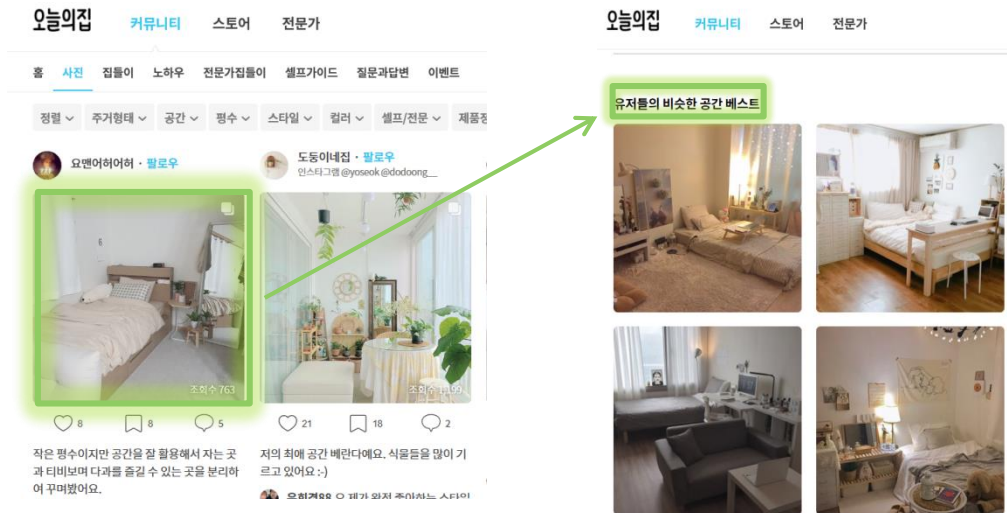 오늘의집 커뮤니티 스토어 전문가
홈 사진 집들이 노하우 전문가집들이 셀프가이드 질문과답변 이벤트
정렬 주거형태 공간 평수 스타일 컬러 셀프/전문
요맨어허어허 · 팔로우
조회수 763
8 8 5
작은 평수이지만 공간을 잘 활용해서 자는 곳
과 티비보며 다과를 즐길 수 있는 곳을 분리하
여 꾸며봤어요.
도둥이네집 · 팔로우
인스타그램 @yoseok @dodoong__
조회수
21 18 2
저의 최애 공간 베란다예요. 식물들을 많이 기
르고 있어요 :-)
오늘의집 커뮤니티 스토어 전문가
유저들의 비슷한 공간 베스트